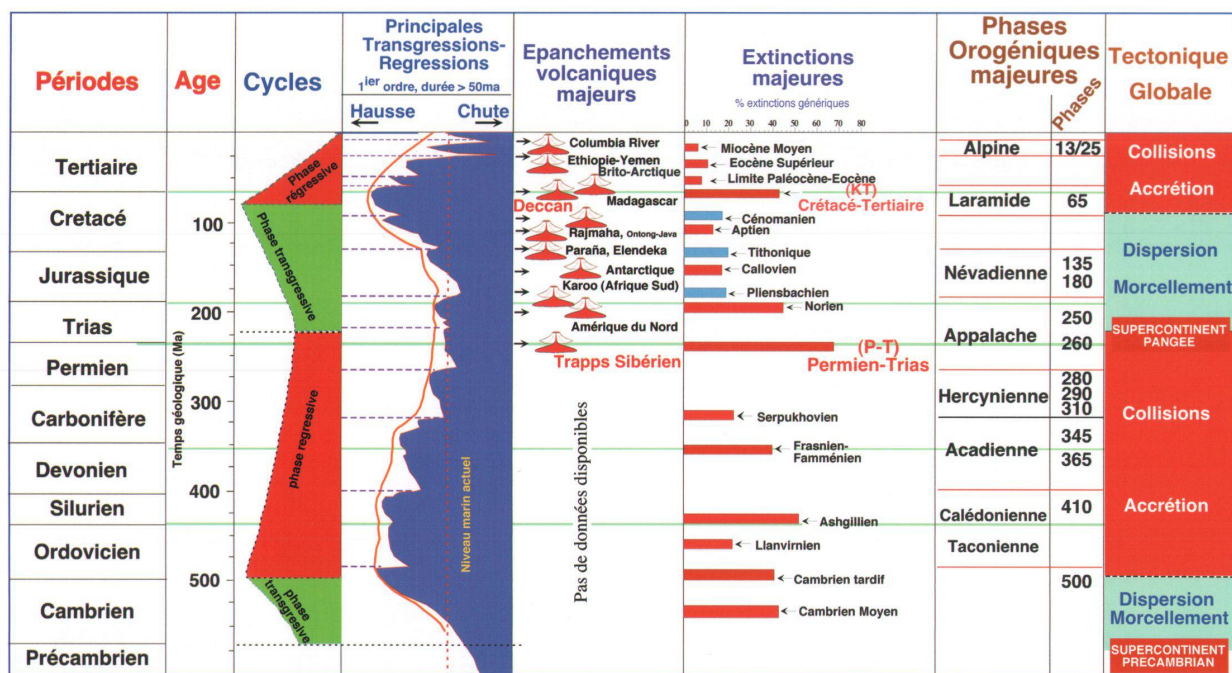 Périodes
Age
Cycles
Principales
Transgressions-
Regressions
1ier ordre, durée > 50ma
Hausse
Chute
Epanchements
volcaniques
majeurs
Extinctions
majeures
% extinctions génériques
0 10 20 30 40 50 60 70 80
Phases
Orogéniques
majeures
Phases
Tectonique
Globale
Tertiaire
Cretacé
Jurassique
Trias
Permien
Carbonifère
Devonien
Silurien
Ordovicien
Cambrien
Précambrien
Temps géologique (Ma)
100
200
300
400
500
Phase
régressive
Phase transgressive
phase regressive
phase
transgresive
Niveau marin actuel
Columbia River
Ethiopie-Yemen
Brito-Arctique
Deccan
Madagascar
Rajmaha, Ontong-Java
Paraña, Elendeka
Antarctique
Karoo (Afrique Sud)
Amérique du Nord
Trapps Sibérien
Pas de données disponibles
Miocène Moyen
Eocène Supérieur
Limite Paléocène-Eocène
(KT)
Crétacé-Tertiaire
Cénomanien
Aptien
Tithonique
Callovien
Pliensbachien
Norien
(P-T)
Permien-Trias
Serpukhovien
Frasnien-
Famménien
Ashgillien
Llanvirnien
Cambrien tardif
Cambrien Moyen
Alpine 13/25
Laramide 65
Névadienne
135
180
Appalache
250
260
Hercynienne
280
290
310
Acadienne
345
365
Calédonienne 410
Taconienne
500
Collisions
Accrétion
Dispersion
Morcellement
SUPERCONTINENT
PANGEE
Collisions
Accrétion
Dispersion
Morcellement
SUPERCONTINENT
PRECAMBRIAN